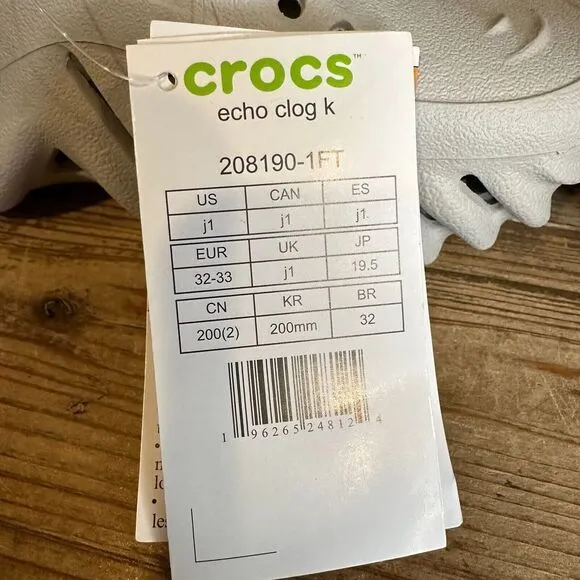 crocs™
echo clog k
208190-1FT
US CAN ES
j1 j1 j1
EUR UK JP
32-33 j1 19.5
CN KR BR
200(2) 200mm 32
1 96265 24812 4